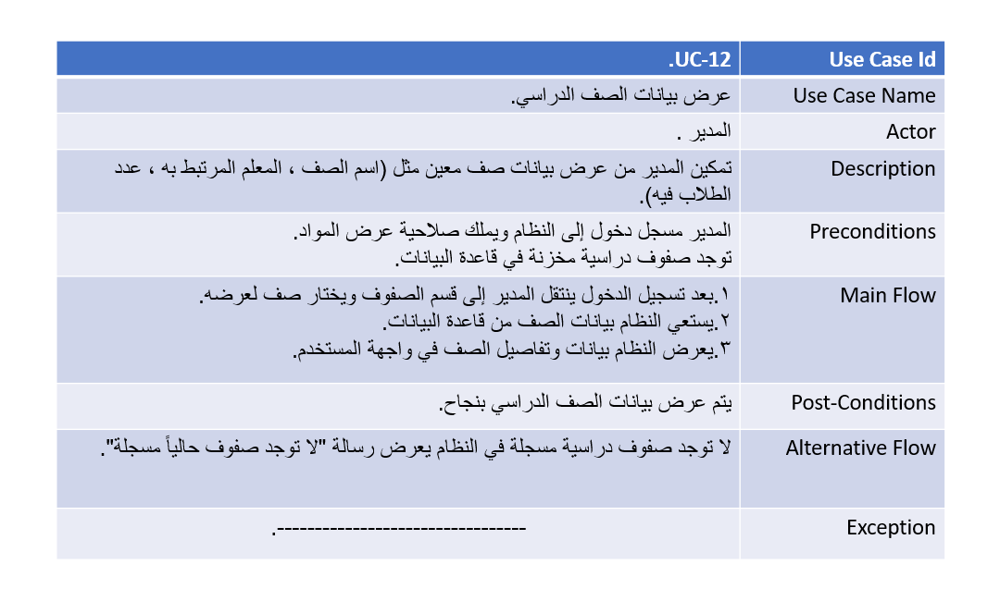 Use Case Id UC-12.
Use Case Name عرض بيانات الصف الدراسي.
Actor المدير .
Description تمكين المدير من عرض بيانات صف معين مثل (اسم الصف ، المعلم المرتبط به ، عدد
الطلاب فيه).
Preconditions المدير مسجل دخول إلى النظام ويملك صلاحية عرض المواد.
توجد صفوف دراسية مخزنة في قاعدة البيانات.
Main Flow ١.بعد تسجيل الدخول ينتقل المدير إلى قسم الصفوف ويختار صف لعرضه.
٢.يستعي النظام بيانات الصف من قاعدة البيانات.
٣.يعرض النظام بيانات وتفاصيل الصف في واجهة المستخدم.
Post-Conditions يتم عرض بيانات الصف الدراسي بنجاح.
Alternative Flow لا توجد صفوف دراسية مسجلة في النظام يعرض رسالة "لا توجد صفوف حالياً مسجلة".
Exception ---------------------------------.